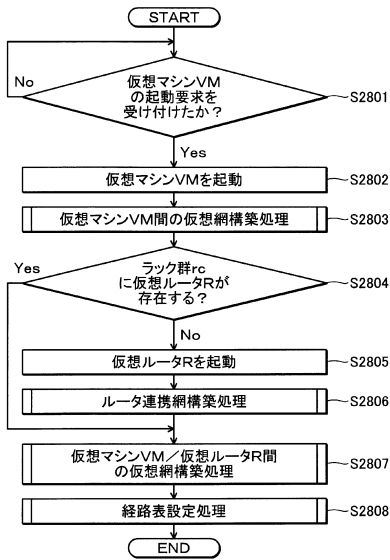 START
No
仮想マシンVM
の起動要求を
受け付けたか？
S2801
Yes
仮想マシンVMを起動
S2802
仮想マシンVM間の仮想網構築処理
S2803
Yes
ラック群rc
に仮想ルータRが
存在する？
S2804
No
仮想ルータRを起動
S2805
ルータ連携網構築処理
S2806
仮想マシンVM／仮想ルータR間
の仮想網構築処理
S2807
経路表設定処理
S2808
END